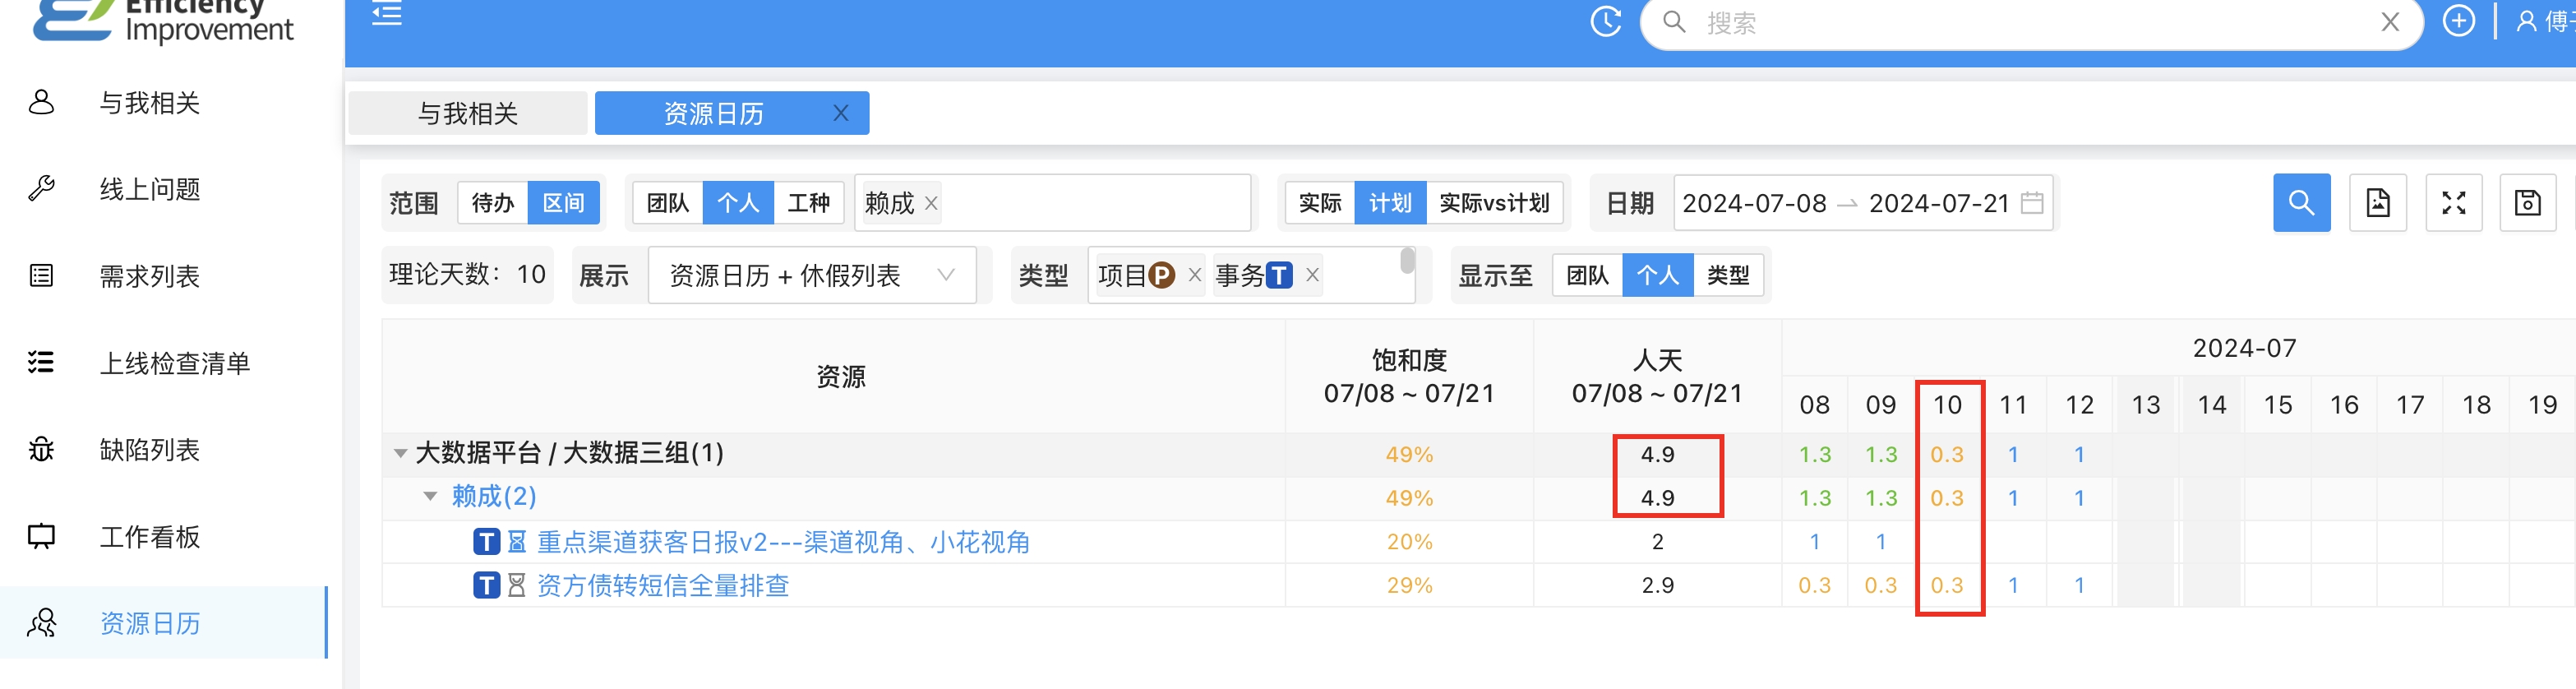 Efficiency
Improvement
搜索
与我相关
线上问题
需求列表
上线检查清单
缺陷列表
工作看板
资源日历
与我相关 资源日历
范围 待办 区间 团队 个人 工种 赖成 实际 计划 实际vs计划 日期 2024-07-08 2024-07-21
理论天数：10 展示 资源日历 + 休假列表 类型 项目P 事务T 显示至 团队 个人 类型
资源 饱和度 07/08 ~ 07/21 人天 07/08 ~ 07/21 2024-07
08 09 10 11 12 13 14 15 16 17 18 19
大数据平台 / 大数据三组(1) 49% 4.9 1.3 1.3 0.3 1 1
赖成(2) 49% 4.9 1.3 1.3 0.3 1 1
T 重点渠道获客日报v2---渠道视角、小花视角 20% 2 1 1
T 资方债转短信全量排查 29% 2.9 0.3 0.3 0.3 1 1